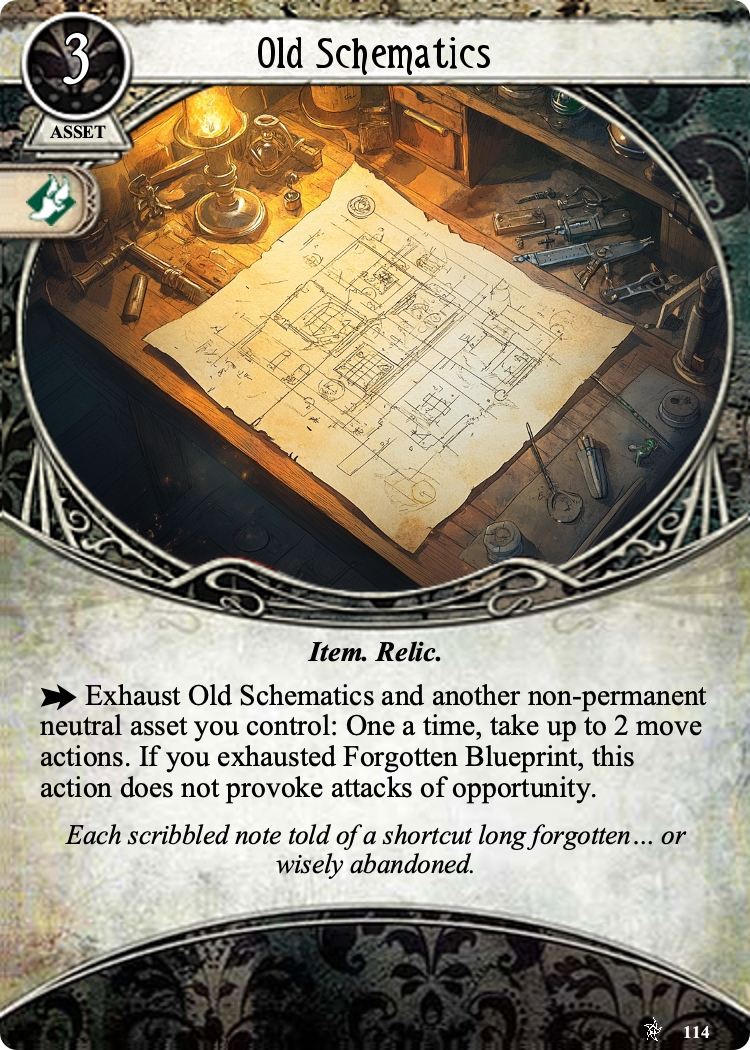 3
Old Schematics
ASSET
Item. Relic.
Exhaust Old Schematics and another non-permanent
neutral asset you control: One a time, take up to 2 move
actions. If you exhausted Forgotten Blueprint, this
action does not provoke attacks of opportunity.
Each scribbled note told of a shortcut long forgotten… or
wisely abandoned.
114